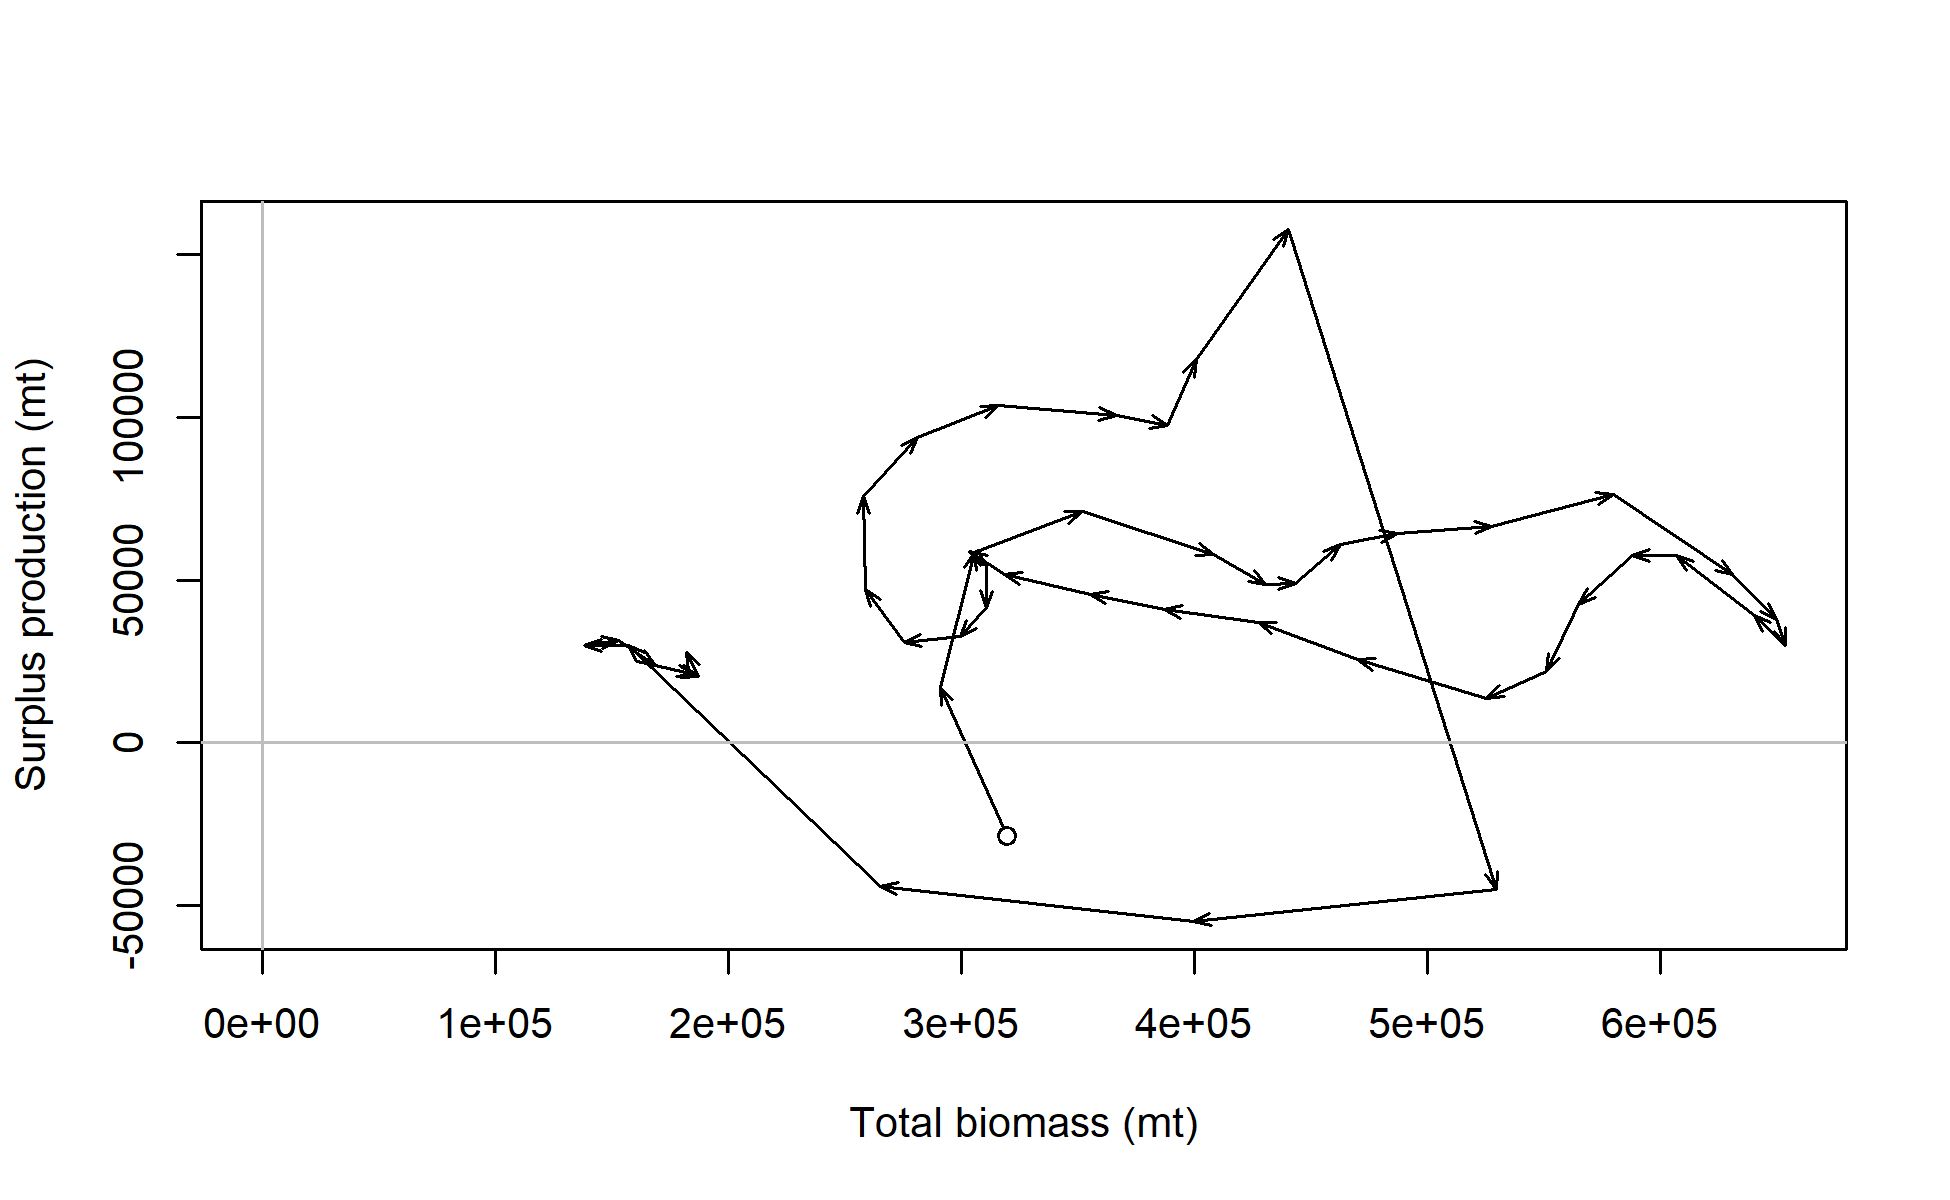 Surplus production (mt)
100000
50000
0
-50000
0e+00 1e+05 2e+05 3e+05 4e+05 5e+05 6e+05
Total biomass (mt)